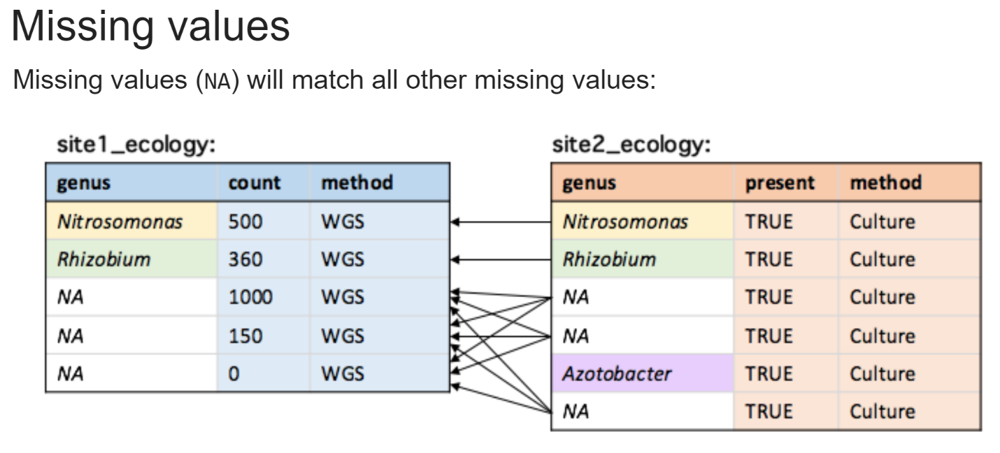 Missing values
Missing values (NA) will match all other missing values:
site1_ecology:
genus count method
Nitrosomonas 500 WGS
Rhizobium 360 WGS
NA 1000 WGS
NA 150 WGS
NA 0 WGS
site2_ecology:
genus present method
Nitrosomonas TRUE Culture
Rhizobium TRUE Culture
NA TRUE Culture
NA TRUE Culture
Azotobacter TRUE Culture
NA TRUE Culture